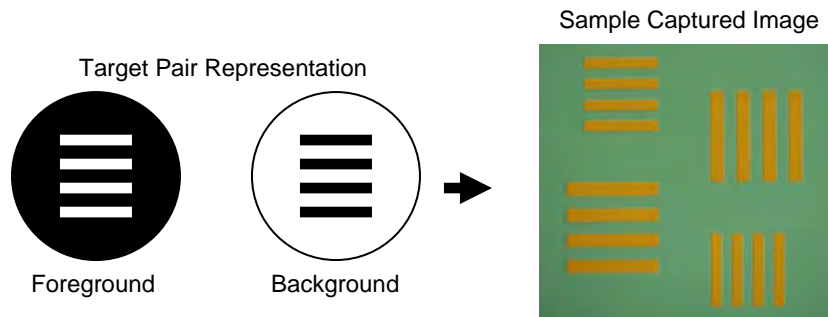 Sample Captured Image
Target Pair Representation
Foreground
Background